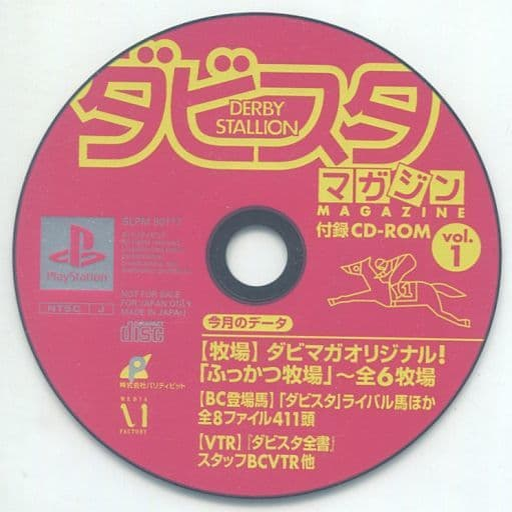 ダビスタ
DERBY
STALLION
マガジン
MAGAZINE
付録 CD-ROM
vol.
1
1
SLPM 80117
PlayStation
NTSC J
NOT FOR SALE
FOR JAPAN ONLY
MADE IN JAPAN
COMPACT
disc
株式会社パリティビット
MEDIA
FACTORY
今月のデータ
【牧場】ダビマガオリジナル!
「ふっかつ牧場」〜全6牧場
【BC登場馬】「ダビスタ」ライバル馬ほか
全8ファイル411頭
【VTR】『ダビスタ全書』
スタッフBCVTR 他